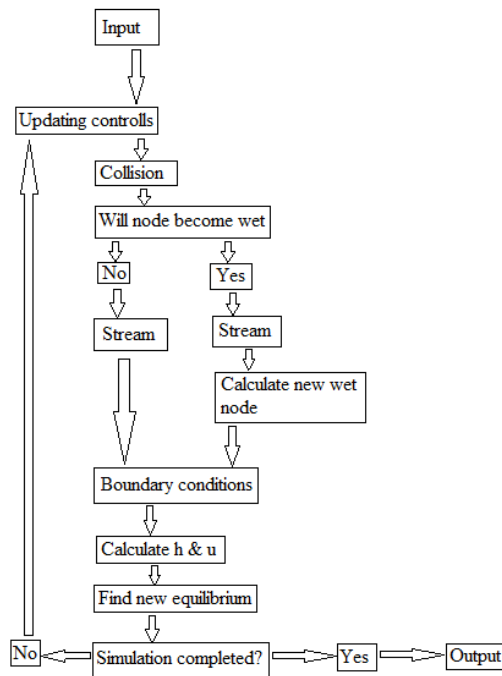 Input
Updating controlls
Collision
Will node become wet
No
Yes
Stream
Stream
Calculate new wet
node
Boundary conditions
Calculate h & u
Find new equilibrium
No
Simulation completed?
Yes
Output